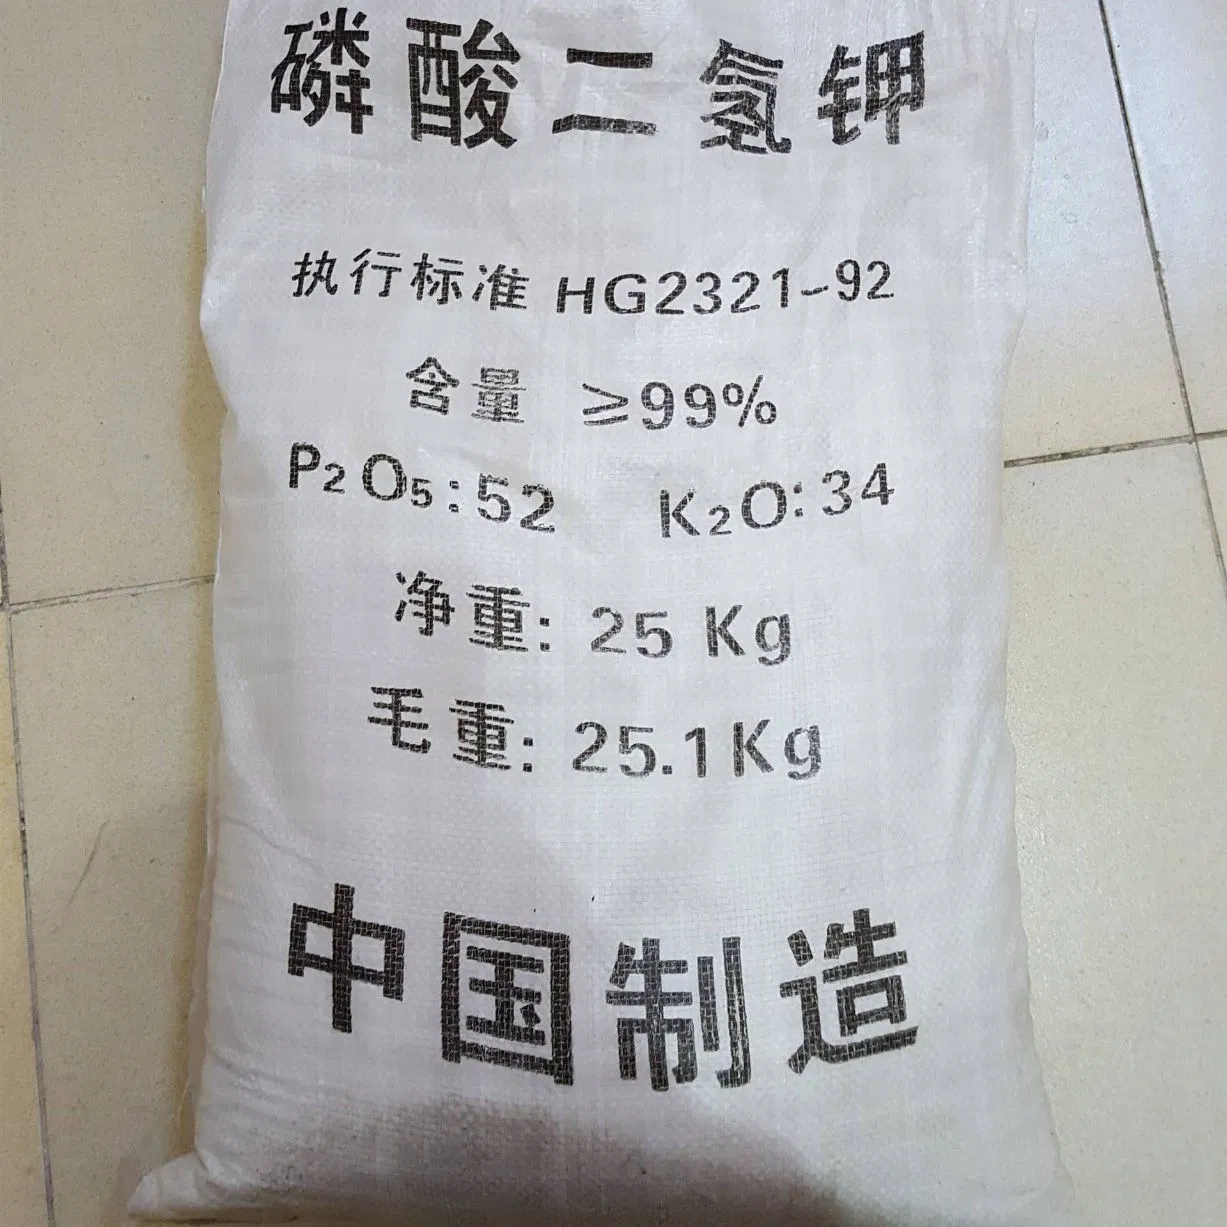 磷酸二氢钾
执行标准 HG2321-92
含量 ≥99%
P₂O₅:52 K₂O:34
净重: 25 Kg
毛重: 25.1Kg
中国制造